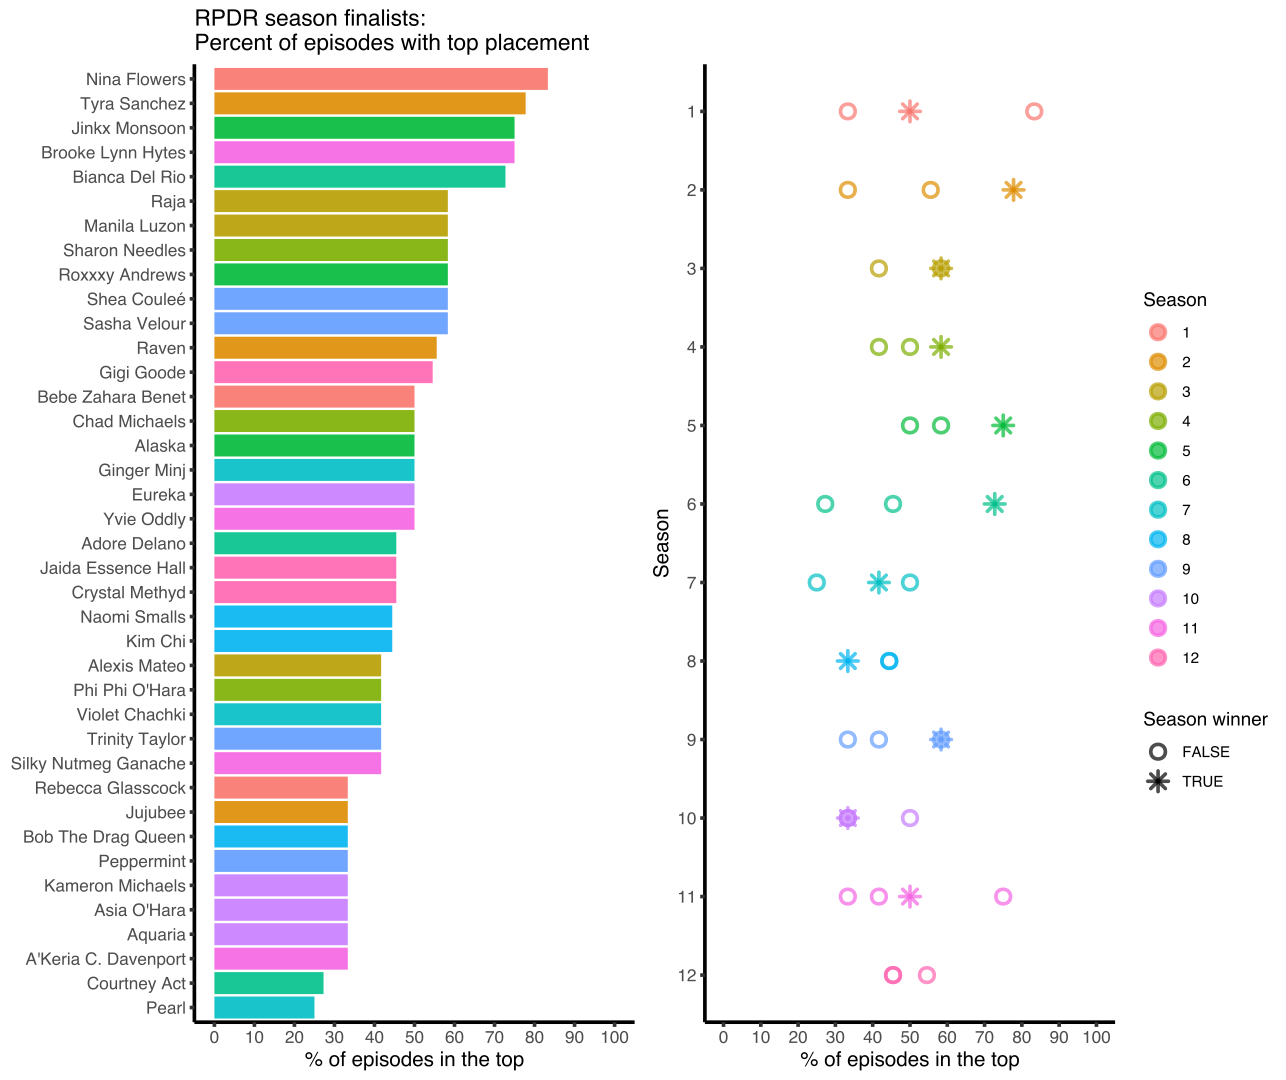 RPDR season finalists:
Percent of episodes with top placement
Nina Flowers
Tyra Sanchez
Jinkx Monsoon
Brooke Lynn Hytes
Bianca Del Rio
Raja
Manila Luzon
Sharon Needles
Roxxxy Andrews
Shea Couleé
Sasha Velour
Raven
Gigi Goode
Bebe Zahara Benet
Chad Michaels
Alaska
Ginger Minj
Eureka
Yvie Oddly
Adore Delano
Jaida Essence Hall
Crystal Methyd
Naomi Smalls
Kim Chi
Alexis Mateo
Phi Phi O'Hara
Violet Chachki
Trinity Taylor
Silky Nutmeg Ganache
Rebecca Glasscock
Jujubee
Bob The Drag Queen
Peppermint
Kameron Michaels
Asia O'Hara
Aquaria
A'Keria C. Davenport
Courtney Act
Pearl
0 10 20 30 40 50 60 70 80 90 100
% of episodes in the top
Season
1
2
3
4
5
6
7
8
9
10
11
12
0 10 20 30 40 50 60 70 80 90 100
% of episodes in the top
Season
1
2
3
4
5
6
7
8
9
10
11
12
Season winner
FALSE
TRUE